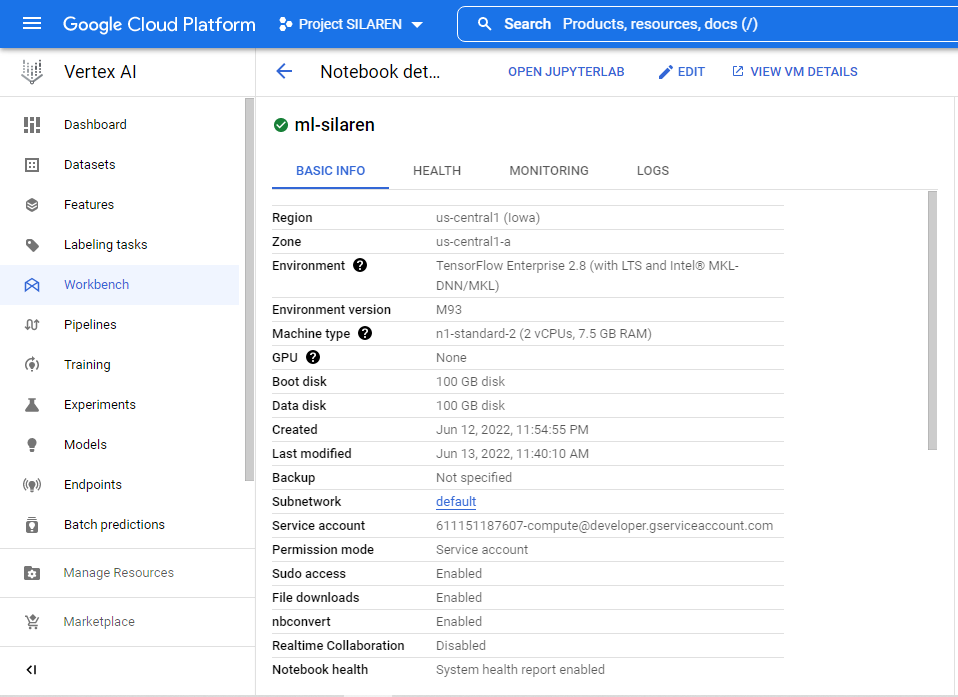 Google Cloud Platform
Project SILAREN
Search Products, resources, docs (/)
Vertex AI
Notebook det...
OPEN JUPYTERLAB
EDIT
VIEW VM DETAILS
Dashboard
Datasets
Features
Labeling tasks
Workbench
Pipelines
Training
Experiments
Models
Endpoints
Batch predictions
Manage Resources
Marketplace
ml-silaren
BASIC INFO
HEALTH
MONITORING
LOGS
Region us-central1 (Iowa)
Zone us-central1-a
Environment ? TensorFlow Enterprise 2.8 (with LTS and Intel® MKL-
DNN/MKL)
Environment version M93
Machine type ? n1-standard-2 (2 vCPUs, 7.5 GB RAM)
GPU ? None
Boot disk 100 GB disk
Data disk 100 GB disk
Created Jun 12, 2022, 11:54:55 PM
Last modified Jun 13, 2022, 11:40:10 AM
Backup Not specified
Subnetwork default
Service account 611151187607-compute@developer.gserviceaccount.com
Permission mode Service account
Sudo access Enabled
File downloads Enabled
nbconvert Enabled
Realtime Collaboration Disabled
Notebook health System health report enabled